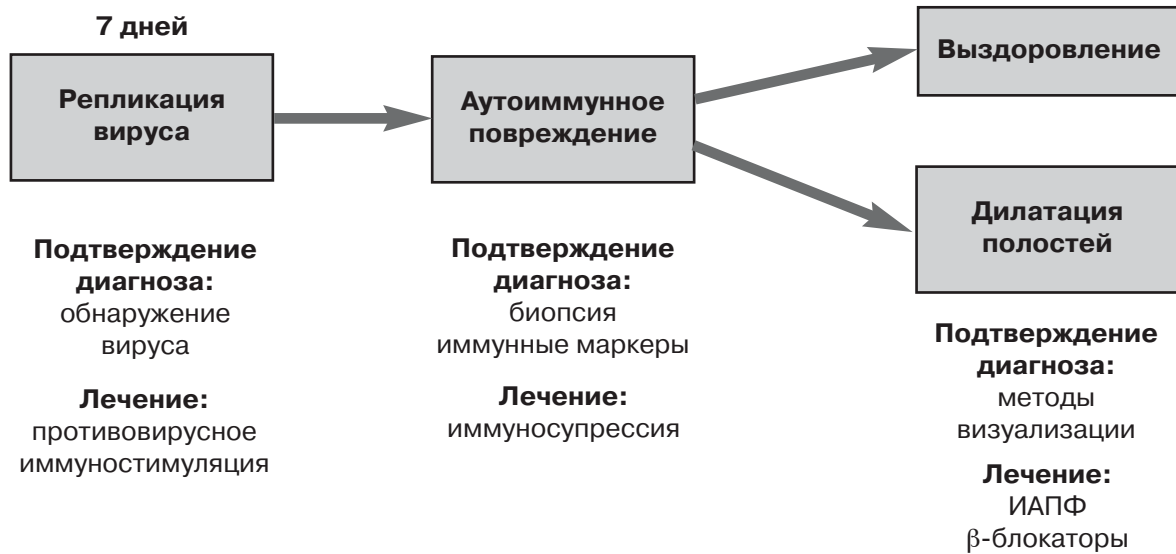 7 дней
Репликация
вируса
Подтверждение
диагноза:
обнаружение
вируса
Лечение:
противовирусное
иммуностимуляция
Аутоиммунное
повреждение
Подтверждение
диагноза:
биопсия
иммунные маркеры
Лечение:
иммуносупрессия
Выздоровление
Дилатация
полостей
Подтверждение
диагноза:
методы
визуализации
Лечение:
ИАПФ
β-блокаторы